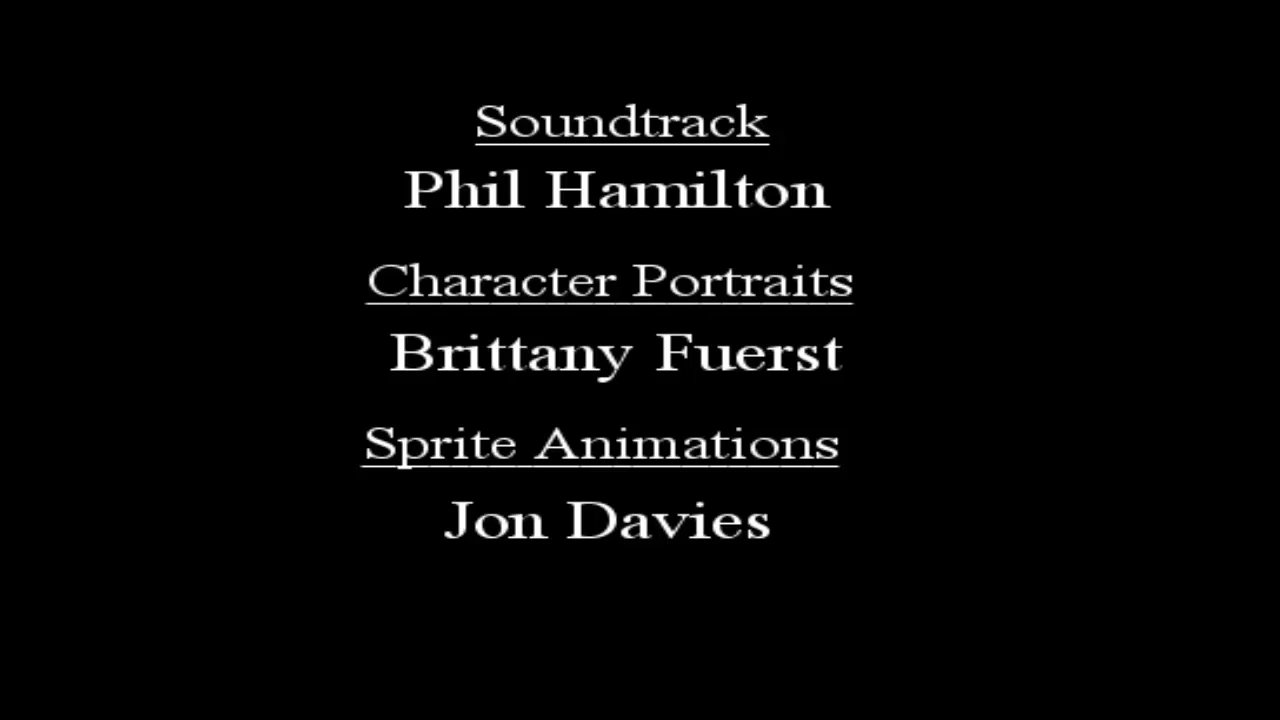 Soundtrack
Phil Hamilton
Character Portraits
Brittany Fuerst
Sprite Animations
Jon Davies